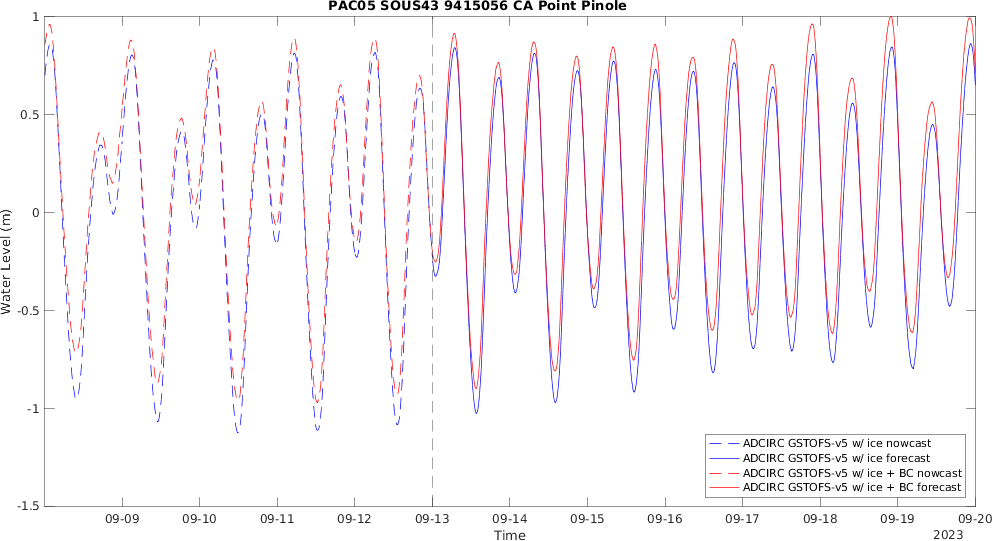 PAC05 SOUS43 9415056 CA Point Pinole
1
0.5
0
-0.5
-1
-1.5
Water Level (m)
ADCIRC GSTOFS-v5 w/ ice nowcast
ADCIRC GSTOFS-v5 w/ ice forecast
ADCIRC GSTOFS-v5 w/ ice + BC nowcast
ADCIRC GSTOFS-v5 w/ ice + BC forecast
09-09 09-10 09-11 09-12 09-13 09-14 09-15 09-16 09-17 09-18 09-19 09-20
Time
2023